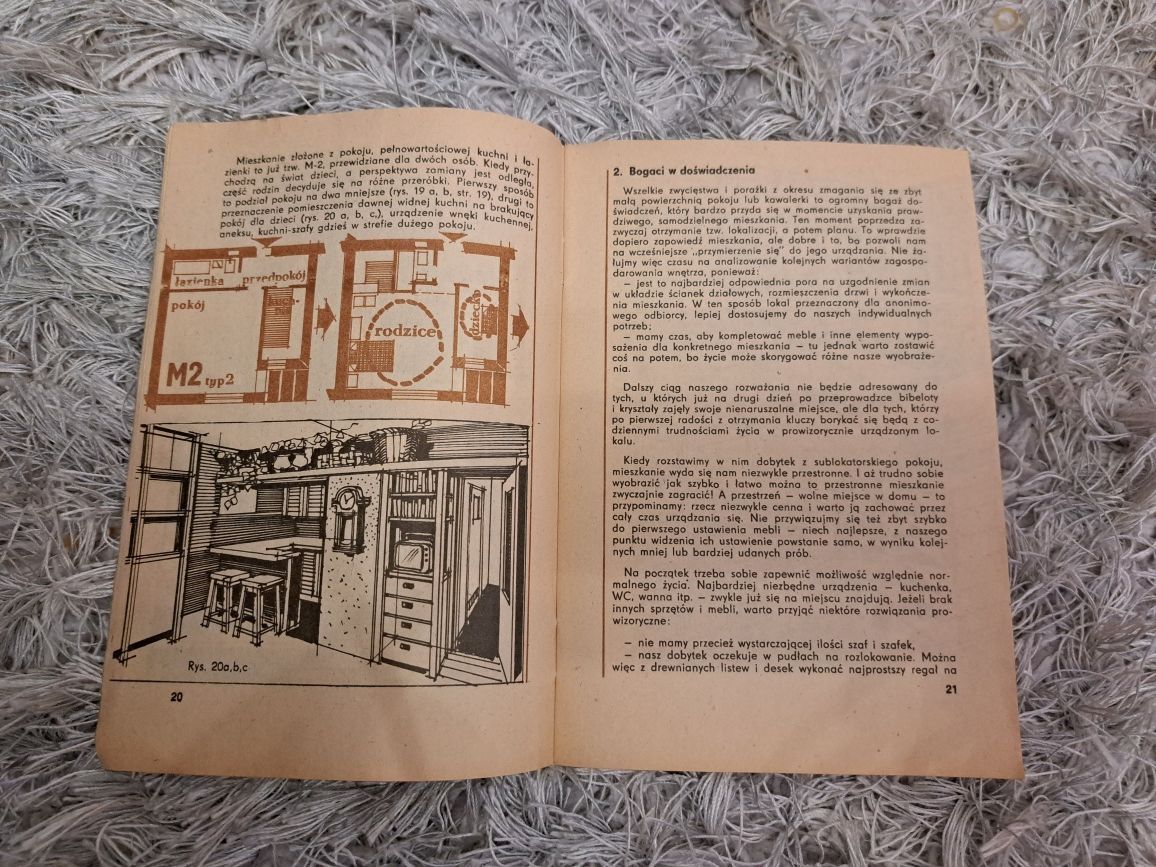 Mieszkanie złożone z pokoju, pełnowartościowej kuchni i ła-
zienki to już tzw. M-2, przewidziane dla dwóch osób. Kiedy przy-
chodzą na świat dzieci, a perspektywa zamiany jest odległa,
część rodzin decyduje się na różne przeróbki. Pierwszy sposób
to podział pokoju na dwa mniejsze (rys. 19 a, b, str. 19), drugi to
przeznaczenie pomieszczenia dawnej widnej kuchni na brakujący
pokój dla dzieci (rys. 20 a, b, c,), urządzenie wnęki kuchennej,
aneksu, kuchni-szafy gdzieś w strefie dużego pokoju.
łazienka
przedpokój
pokój
M2 typ2
rodzice
dzieci
Rys. 20a,b,c
20
2. Bogaci w doświadczenia
Wszelkie zwycięstwa i porażki z okresu zmagania się ze zbyt
małą powierzchnią pokoju lub kawalerki to ogromny bagaż do-
świadczeń, który bardzo przyda się w momencie uzyskania praw-
dziwego, samodzielnego mieszkania. Ten moment poprzedza za-
zwyczaj otrzymanie tzw. lokalizacji, a potem planu. To wprawdzie
dopiero zapowiedź mieszkania, ale dobre i to, bo pozwoli nam
na wcześniejsze „przymierzenie się” do jego urządzania. Nie ża-
łujmy więc czasu na analizowanie kolejnych wariantów zagospo-
darowania wnętrza, ponieważ:
– jest to najbardziej odpowiednia pora na uzgodnienie zmian
w układzie ścianek działowych, rozmieszczenia drzwi i wykończe-
nia mieszkania. W ten sposób lokal przeznaczony dla anonimo-
wego odbiorcy, lepiej dostosujemy do naszych indywidualnych
potrzeb;
– mamy czas, aby kompletować meble i inne elementy wypo-
sażenia dla konkretnego mieszkania – tu jednak warto zostawić
coś na potem, bo życie może skorygować różne nasze wyobraże-
nia.
Dalszy ciąg naszego rozważania nie będzie adresowany do
tych, u których już na drugi dzień po przeprowadzce bibeloty
i kryształy zajęły swoje nienaruszalne miejsce, ale dla tych, którzy
po pierwszej radości z otrzymania kluczy borykać się będą z co-
dziennymi trudnościami życia w prowizorycznie urządzonym lo-
kalu.
Kiedy rozstawimy w nim dobytek z sublokatorskiego pokoju,
mieszkanie wyda się nam niezwykle przestronne. I aż trudno sobie
wyobrazić jak szybko i łatwo można to przestronne mieszkanie
zwyczajnie zagracić! A przestrzeń – wolne miejsce w domu – to
przypominamy: rzecz niezwykle cenna i warto ją zachować przez
cały czas urządzania się. Nie przywiązujmy się też zbyt szybko
do pierwszego ustawienia mebli – niech najlepsze, z naszego
punktu widzenia ich ustawienie powstanie samo, w wyniku kolej-
nych mniej lub bardziej udanych prób.
Na początek trzeba sobie zapewnić możliwość względnie nor-
malnego życia. Najbardziej niezbędne urządzenia – kuchenka,
WC, wanna itp. – zwykle już się na miejscu znajdują. Jeżeli brak
innych sprzętów i mebli, warto przyjąć niektóre rozwiązania pro-
wizoryczne:
– nie mamy przecież wystarczającej ilości szaf i szafek,
– nasz dobytek oczekuje w pudłach na rozlokowanie. Można
więc z drewnianych listew i desek wykonać najprostszy regał na
21